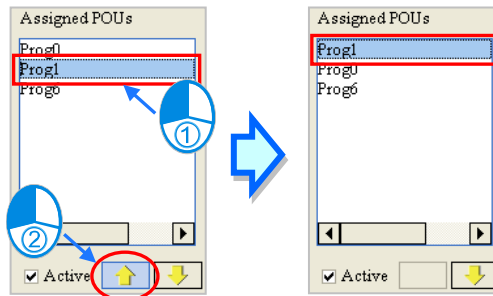 Assigned POUs
Prog0
Prog1
Prog6
①
②
Active
Assigned POUs
Prog1
Prog0
Prog6
Active